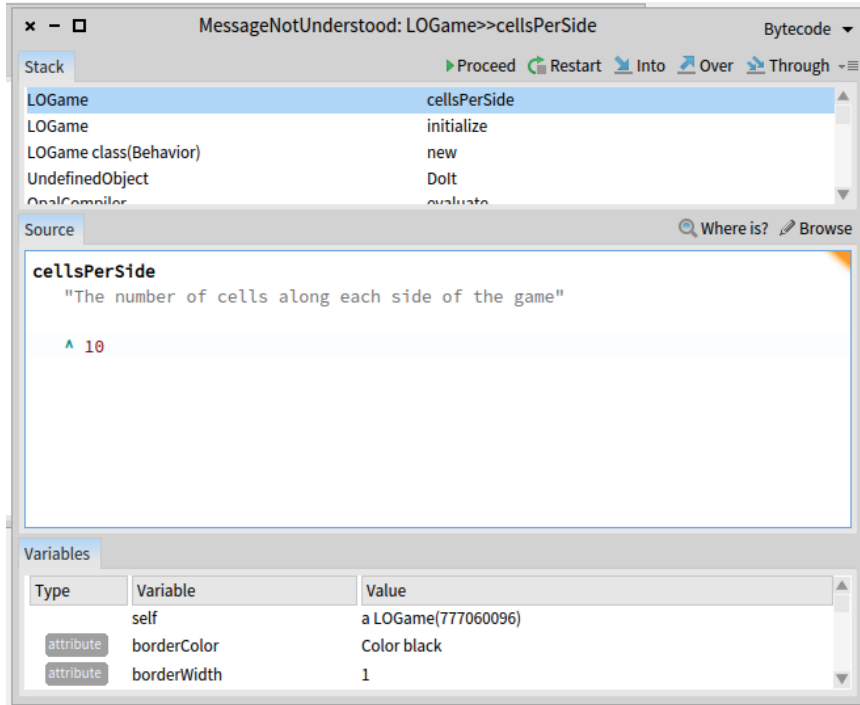 MessageNotUnderstood: LOGame>>cellsPerSide Bytecode
Stack Proceed Restart Into Over Through
LOGame cellsPerSide
LOGame initialize
LOGame class(Behavior) new
UndefinedObject DoIt
OpalCompiler evaluate
Source Where is? Browse
cellsPerSide
"The number of cells along each side of the game"
^ 10
Variables
Type Variable Value
self a LOGame(777060096)
attribute borderColor Color black
attribute borderWidth 1